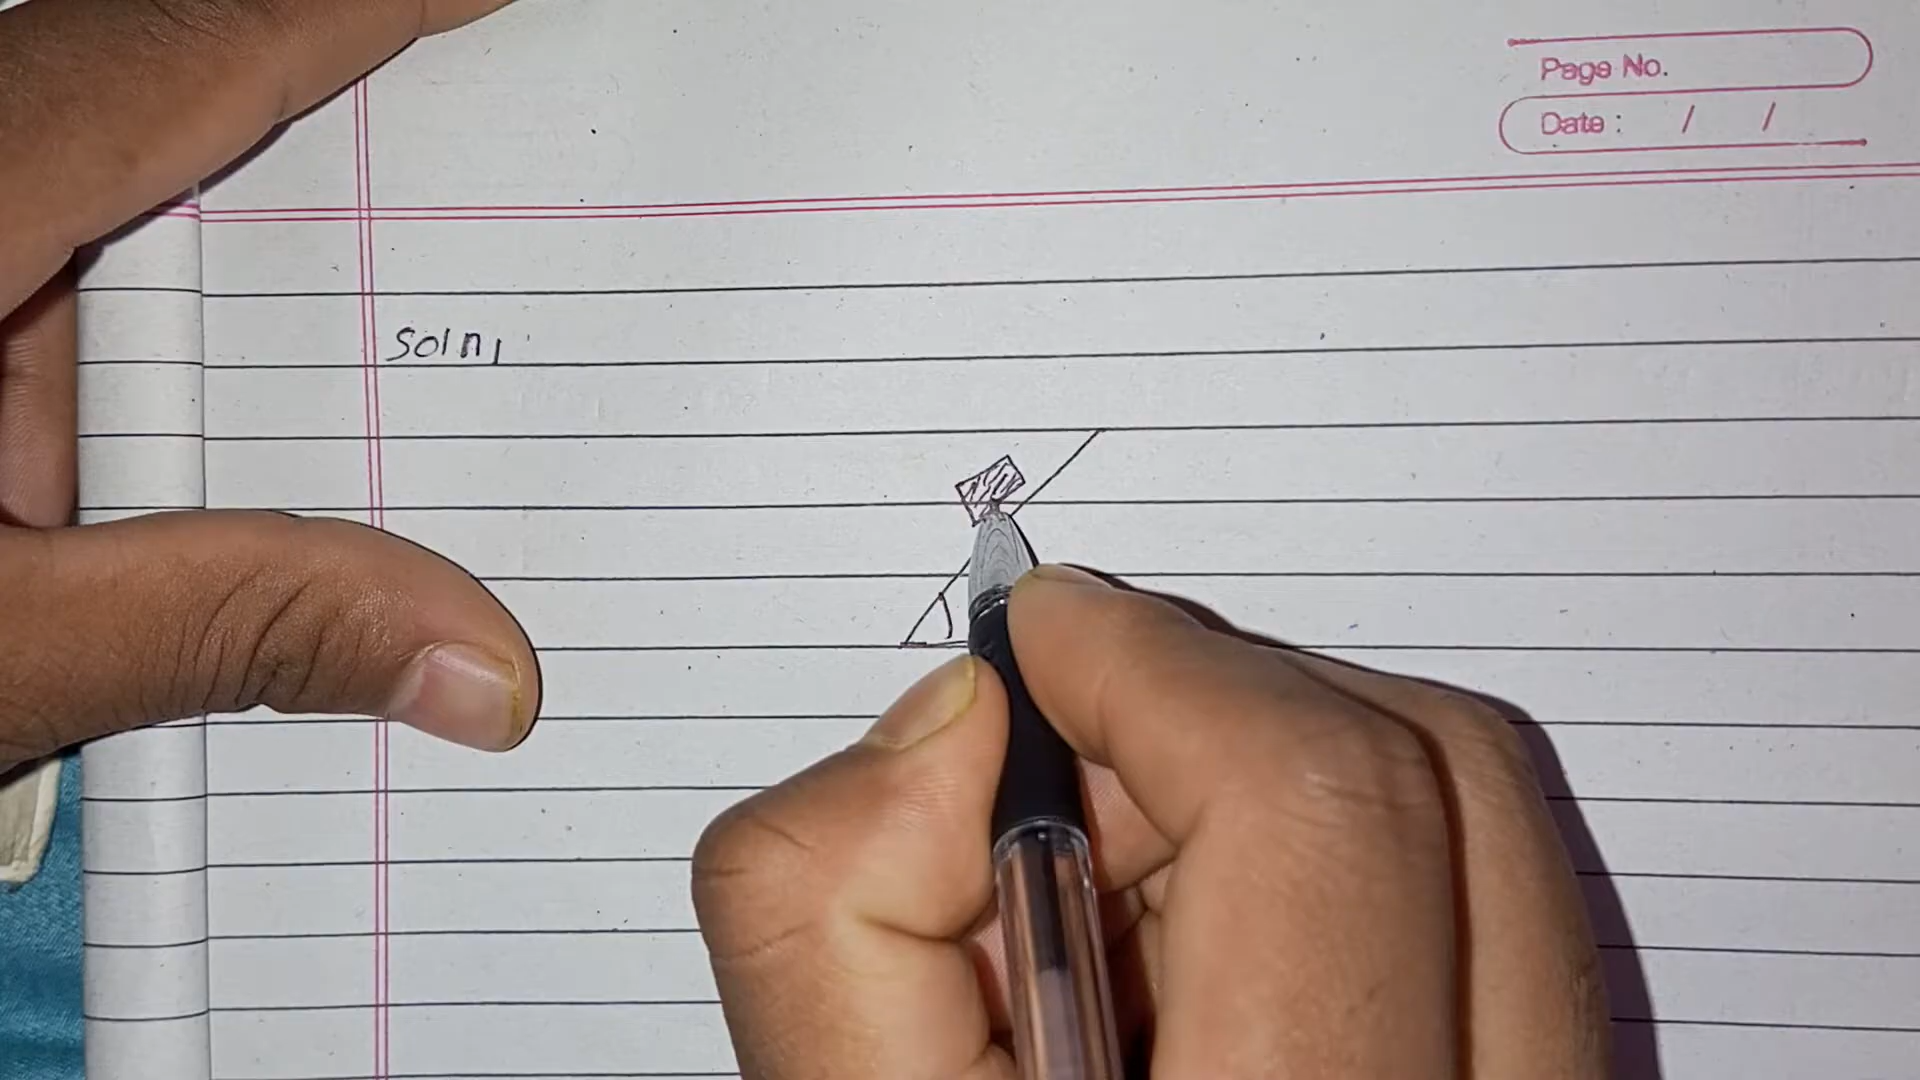 Page No.
Date : / /
Soln,